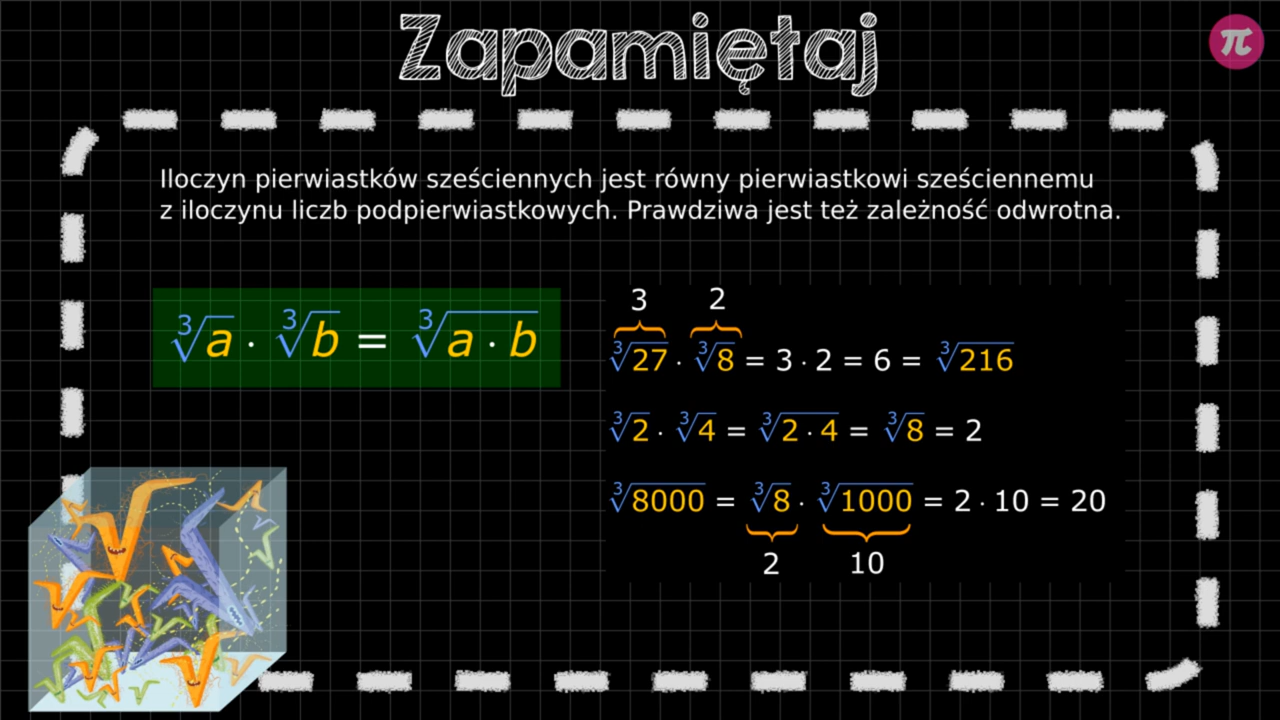 Zapamiętaj
π
Iloczyn pierwiastków sześciennych jest równy pierwiastkowi sześciennemu
z iloczynu liczb podpierwiastkowych. Prawdziwa jest też zależność odwrotna.
∛a · ∛b = ∛(a · b)
3 2
∛27 · ∛8 = 3 · 2 = 6 = ∛216
∛2 · ∛4 = ∛(2 · 4) = ∛8 = 2
∛8000 = ∛8 · ∛1000 = 2 · 10 = 20
2 10